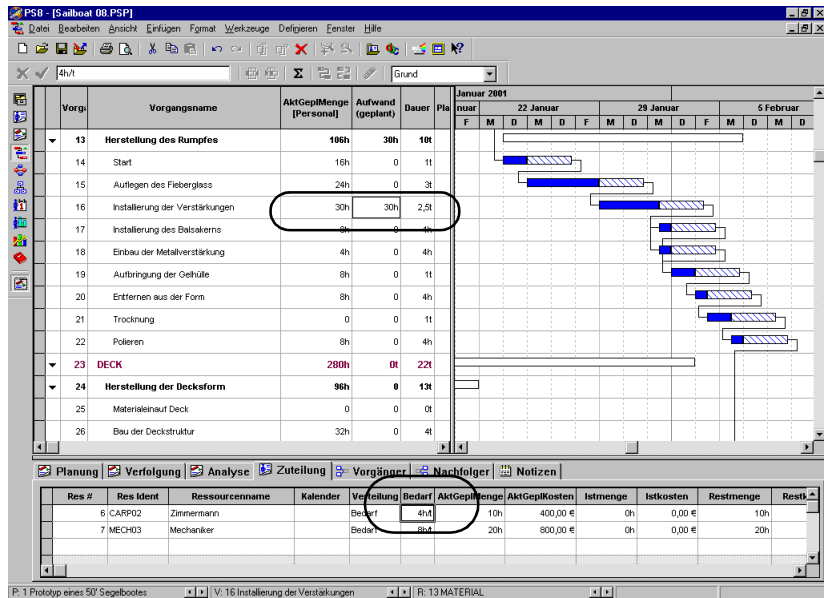 PS8 - [Sailboat 08.PSP]
Datei Bearbeiten Ansicht Einfügen Format Werkzeuge Definieren Fenster Hilfe
4h/t Σ Grund
Vorg: Vorgangsname AktGeplMenge [Personal] Aufwand (geplant) Dauer Pla
Januar 2001
nuar 22 Januar 29 Januar 5 Februar
F M D M D F M D M D F M D M D
13 Herstellung des Rumpfes 106h 30h 10t
14 Start 16h 0 1t
15 Auflegen des Fieberglass 24h 0 3t
16 Installierung der Verstärkungen 30h 30h 2,5t
17 Installierung des Balsakerns 8h 0 4h
18 Einbau der Metallverstärkung 4h 0 4h
19 Aufbringung der Gelhülle 8h 0 1t
20 Entfernen aus der Form 8h 0 4h
21 Trocknung 0 0 1t
22 Polieren 8h 0 4h
23 DECK 280h 0t 22t
24 Herstellung der Decksform 96h 0 13t
25 Materialeinauf Deck 0 0 0t
26 Bau der Deckstruktur 32h 0 4t
Planung Verfolgung Analyse Zuteilung Vorgänger Nachfolger Notizen
Res # Res Ident Ressourcenname Kalender Verteilung Bedarf AktGeplMenge AktGeplKosten Istmenge Istkosten Restmenge Restk
6 CARP02 Zimmermann Bedarf 4h/t 10h 400,00 € 0h 0,00 € 10h
7 MECH03 Mechaniker Bedarf 8h/t 20h 800,00 € 0h 0,00 € 20h
P: 1 Prototyp eines 50' Segelbootes V: 16 Installierung der Verstärkungen R: 13 MATERIAL